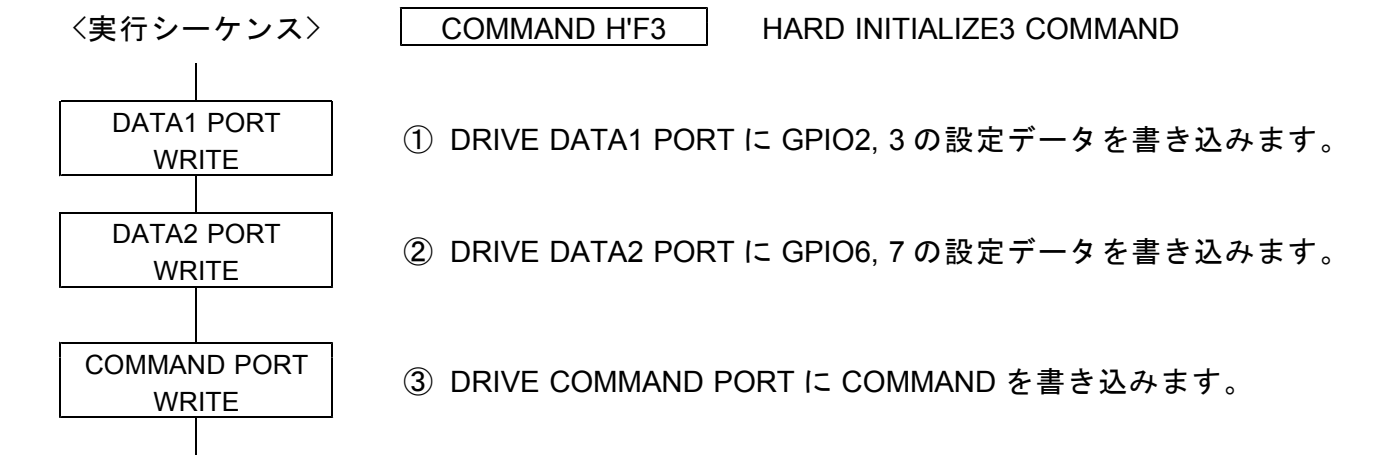 〈実行シーケンス〉 COMMAND H'F3 HARD INITIALIZE3 COMMAND
DATA1 PORT
WRITE
① DRIVE DATA1 PORT に GPIO2, 3 の設定データを書き込みます。
DATA2 PORT
WRITE
② DRIVE DATA2 PORT に GPIO6, 7 の設定データを書き込みます。
COMMAND PORT
WRITE
③ DRIVE COMMAND PORT に COMMAND を書き込みます。